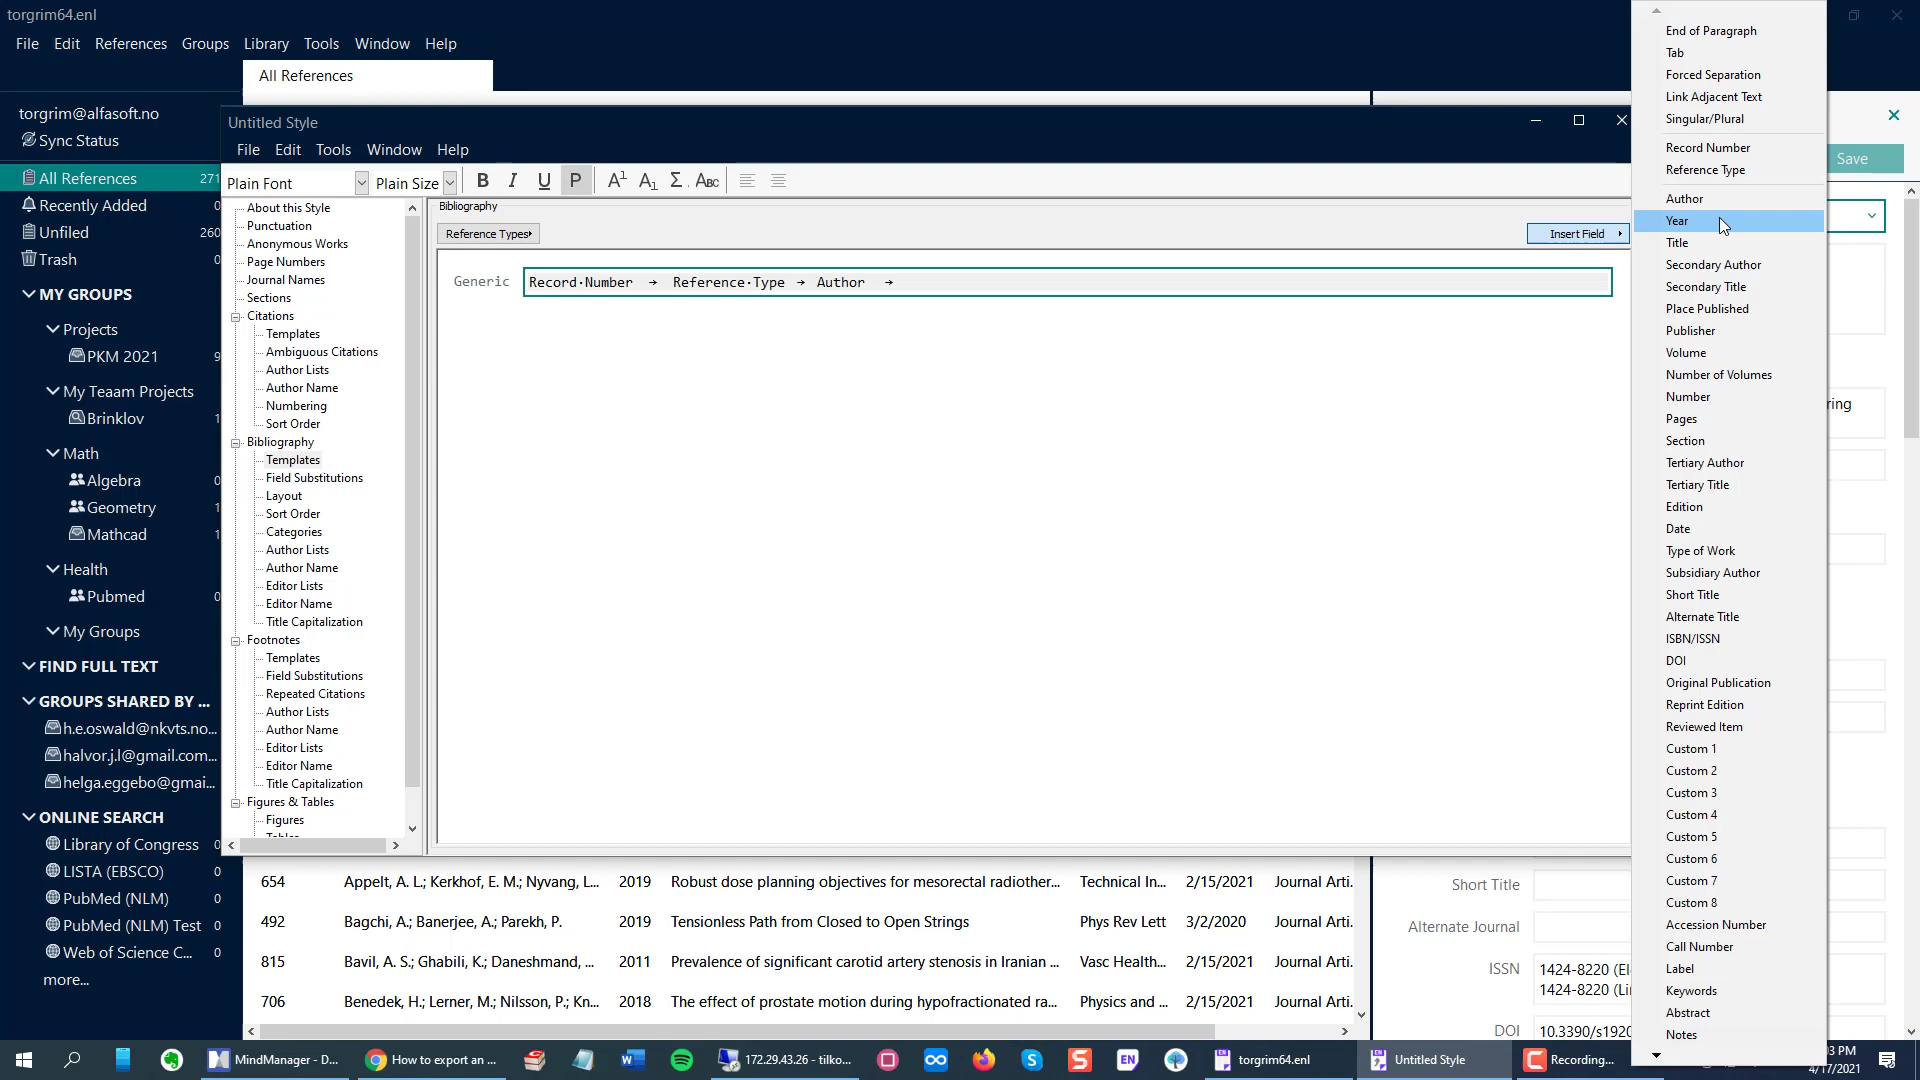 torgrim64.enl
File Edit References Groups Library Tools Window Help
All References
torgrim@alfasoft.no
Sync Status
All References 271
Recently Added 0
Unfiled 260
Trash 0
MY GROUPS
Projects
PKM 2021 9
My Teaam Projects
Brinklov 1
Math
Algebra 0
Geometry 1
Mathcad 1
Health
Pubmed 0
My Groups
FIND FULL TEXT
GROUPS SHARED BY ...
h.e.oswald@nkvts.no...
halvor.j.l@gmail.com...
helga.eggebo@gmai...
ONLINE SEARCH
Library of Congress 0
LISTA (EBSCO) 0
PubMed (NLM) 0
PubMed (NLM) Test 0
Web of Science C... 0
more...
Untitled Style
File Edit Tools Window Help
Plain Font Plain Size B I U P A1 A1 Σ ABC
About this Style
Punctuation
Anonymous Works
Page Numbers
Journal Names
Sections
Citations
Templates
Ambiguous Citations
Author Lists
Author Name
Numbering
Sort Order
Bibliography
Templates
Field Substitutions
Layout
Sort Order
Categories
Author Lists
Author Name
Editor Lists
Editor Name
Title Capitalization
Footnotes
Templates
Field Substitutions
Repeated Citations
Author Lists
Author Name
Editor Lists
Editor Name
Title Capitalization
Figures & Tables
Figures
Bibliography
Reference Types
Insert Field
Generic Record·Number → Reference·Type → Author →
End of Paragraph
Tab
Forced Separation
Link Adjacent Text
Singular/Plural
Record Number
Reference Type
Author
Year
Title
Secondary Author
Secondary Title
Place Published
Publisher
Volume
Number of Volumes
Number
Pages
Section
Tertiary Author
Tertiary Title
Edition
Date
Type of Work
Subsidiary Author
Short Title
Alternate Title
ISBN/ISSN
DOI
Original Publication
Reprint Edition
Reviewed Item
Custom 1
Custom 2
Custom 3
Custom 4
Custom 5
Custom 6
Custom 7
Custom 8
Accession Number
Call Number
Label
Keywords
Abstract
Notes
Save
ring
654 Appelt, A. L.; Kerkhof, E. M.; Nyvang, L... 2019 Robust dose planning objectives for mesorectal radiother... Technical In... 2/15/2021 Journal Arti.
492 Bagchi, A.; Banerjee, A.; Parekh, P. 2019 Tensionless Path from Closed to Open Strings Phys Rev Lett 3/2/2020 Journal Arti.
815 Bavil, A. S.; Ghabili, K.; Daneshmand, ... 2011 Prevalence of significant carotid artery stenosis in Iranian ... Vasc Health... 2/15/2021 Journal Arti.
706 Benedek, H.; Lerner, M.; Nilsson, P.; Kn... 2018 The effect of prostate motion during hypofractionated ra... Physics and ... 2/15/2021 Journal Arti.
Short Title
Alternate Journal
ISSN 1424-8220 (El
1424-8220 (Li
DOI 10.3390/s1920
MindManager - D... How to export an ... 172.29.43.26 - tilko... EN torgrim64.enl Untitled Style Recording...
:03 PM
4/17/2021